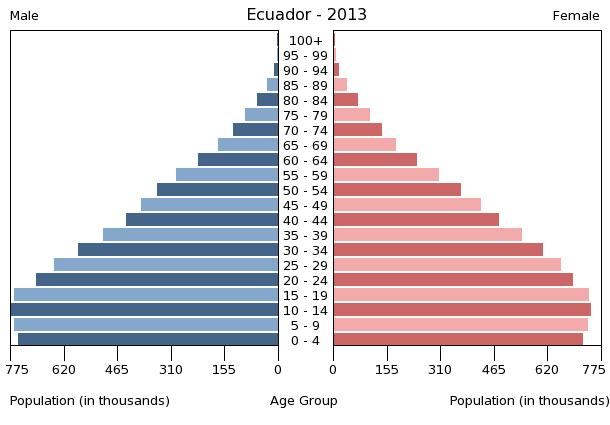 Ecuador - 2013
Male
Female
100+
95 - 99
90 - 94
85 - 89
80 - 84
75 - 79
70 - 74
65 - 69
60 - 64
55 - 59
50 - 54
45 - 49
40 - 44
35 - 39
30 - 34
25 - 29
20 - 24
15 - 19
10 - 14
5 - 9
0 - 4
775 620 465 310 155 0 0 155 310 465 620 775
Population (in thousands) Age Group Population (in thousands)